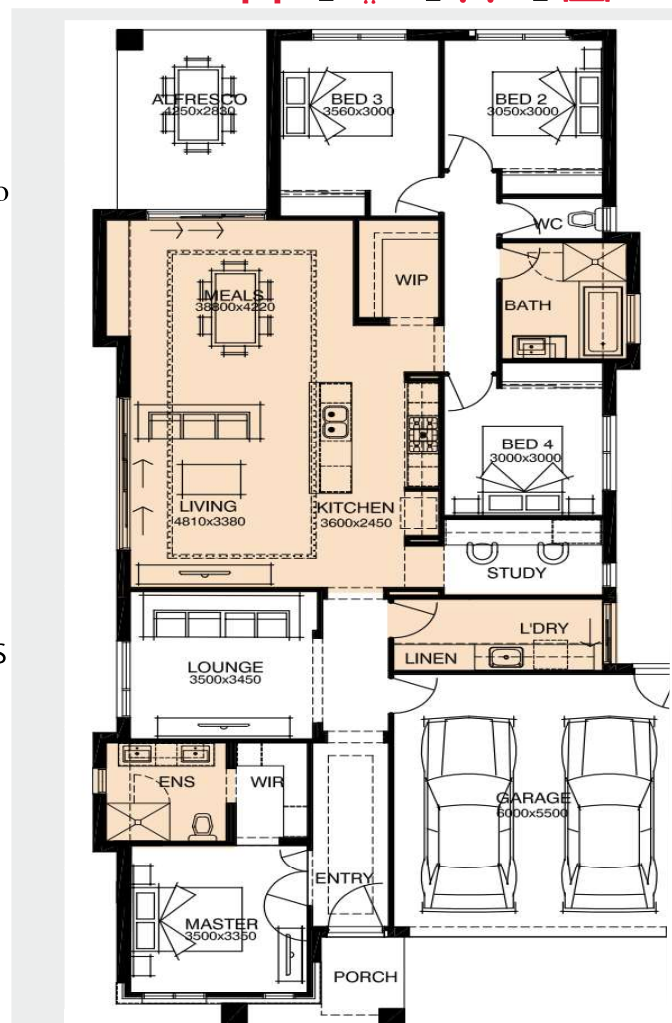 ALFRESCO
4250x2830
BED 3
3560x3000
BED 2
3050x3000
WC
WIP
BATH
MEALS
38800x4220
BED 4
3000x3000
LIVING
4810x3380
KITCHEN
3600x2450
STUDY
L'DRY
LINEN
LOUNGE
3500x3450
ENS
WIR
GARAGE
6000x5500
ENTRY
MASTER
3500x3350
PORCH